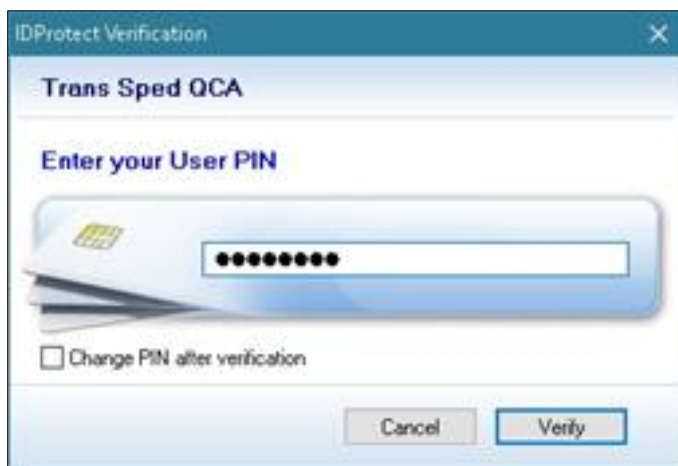 IDProtect Verification
Trans Sped QCA
Enter your User PIN
●●●●●●●●
Change PIN after verification
Cancel
Verify